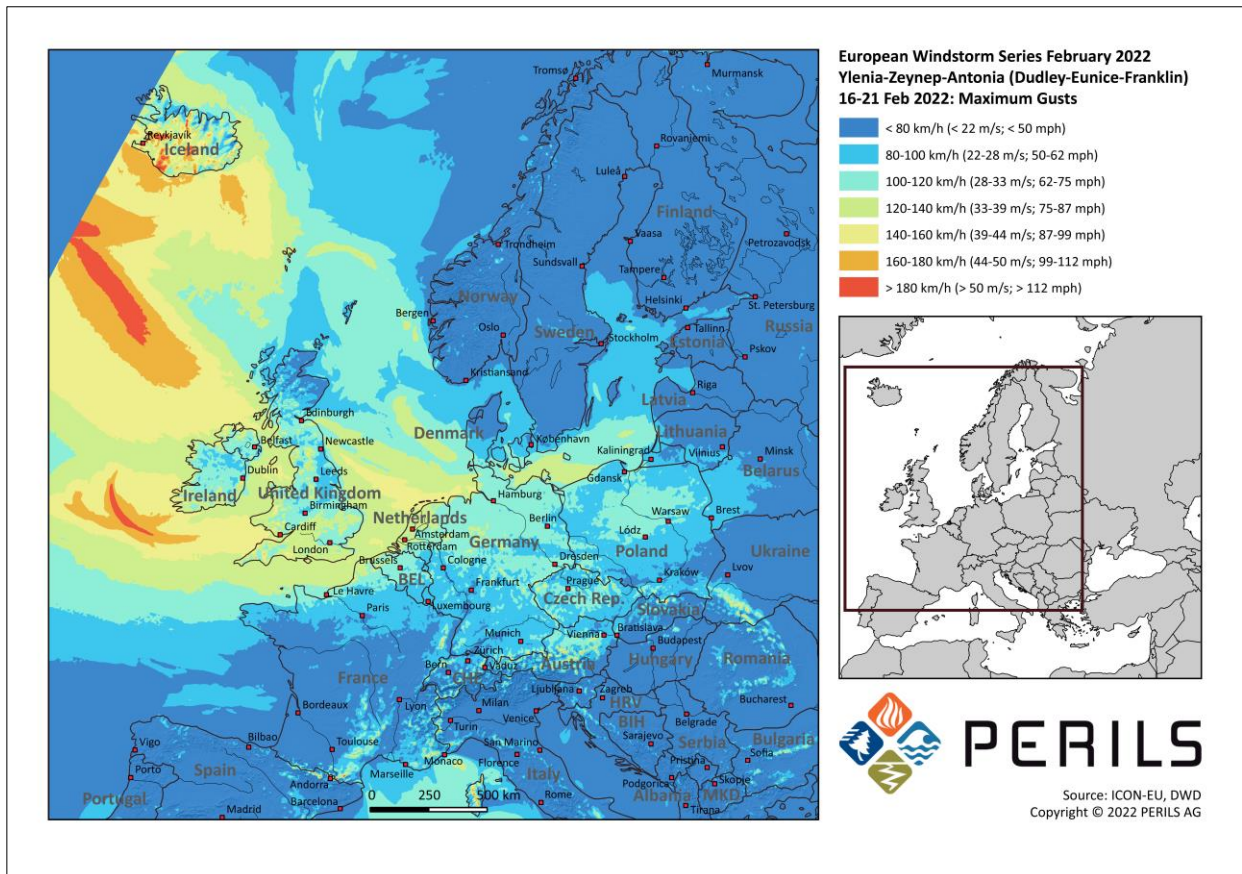 European Windstorm Series February 2022
Ylenia-Zeynep-Antonia (Dudley-Eunice-Franklin)
16-21 Feb 2022: Maximum Gusts
< 80 km/h (< 22 m/s; < 50 mph)
80-100 km/h (22-28 m/s; 50-62 mph)
100-120 km/h (28-33 m/s; 62-75 mph)
120-140 km/h (33-39 m/s; 75-87 mph)
140-160 km/h (39-44 m/s; 87-99 mph)
160-180 km/h (44-50 m/s; 99-112 mph)
> 180 km/h (> 50 m/s; > 112 mph)
Tromsø
Murmansk
Reykjavík
Iceland
Rovaniemi
Luleå
Finland
Trondheim
Vaasa
Petrozavodsk
Sundsvall
Tampere
Norway
Helsinki
St. Petersburg
Bergen
Oslo
Sweden
Stockholm
Tallinn
Estonia
Russia
Pskov
Kristiansand
Riga
Latvia
Edinburgh
Denmark
København
Lithuania
Belfast
Newcastle
Kaliningrad
Vilnius
Minsk
Belarus
Dublin
Leeds
Gdansk
Ireland
United Kingdom
Hamburg
Birmingham
Netherlands
Berlin
Warsaw
Brest
Cardiff
Amsterdam
Łódz
London
Rotterdam
Germany
Poland
Ukraine
Brussels
Cologne
Dresden
BEL
Frankfurt
Prague
Kraków
Lvov
Le Havre
Luxembourg
Czech Rep.
Slovakia
Paris
Munich
Vienna
Bratislava
Budapest
Zürich
Bern
Vaduz
Austria
Hungary
Romania
France
CHE
Ljubljana
Zagreb
HRV
Bucharest
Bordeaux
Lyon
Milan
Venice
BIH
Belgrade
Turin
Sarajevo
Serbia
Bulgaria
Vigo
Bilbao
Toulouse
Monaco
San Marino
Florence
Pristina
Sofia
Porto
Spain
Andorra
Marseille
Italy
Podgorica
Skopje
Portugal
Barcelona
Rome
Albania
MKD
Madrid
Tirana
0 250 500 km
PERILS
Source: ICON-EU, DWD
Copyright © 2022 PERILS AG